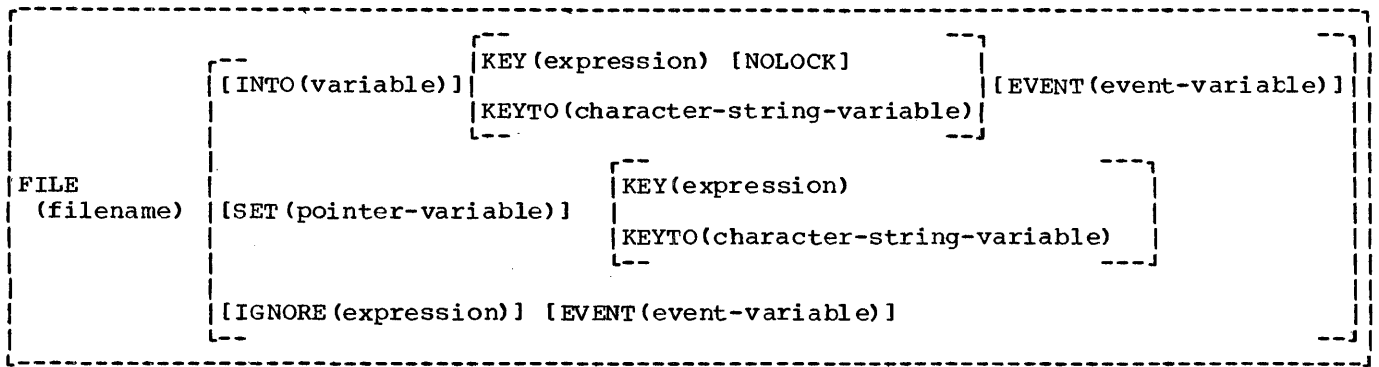 KEY(expression) [NOLOCK]
[INTO(variable)] [EVENT(event-variable)]
KEYTO(character-string-variable)
FILE KEY(expression)
(filename) [SET(pointer-variable)]
KEYTO(character-string-variable)
[IGNORE(expression)] [EVENT(event-variable)]